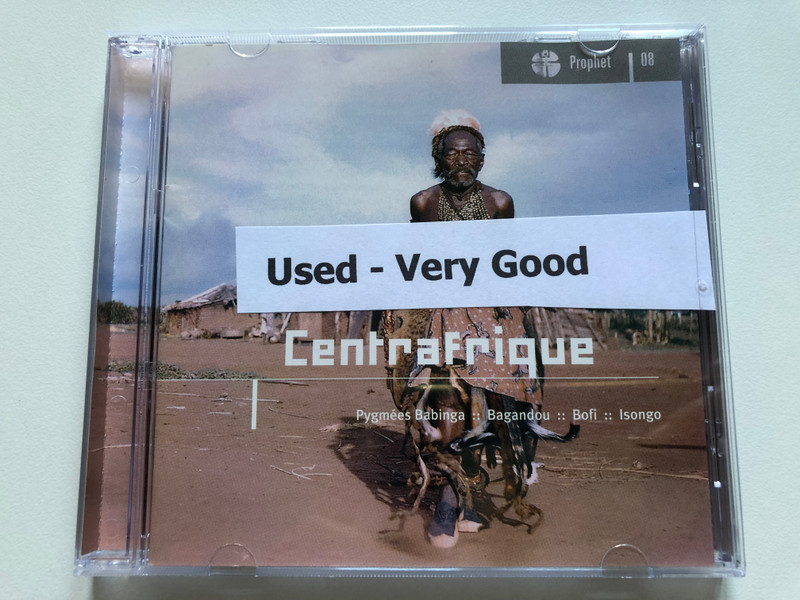 Prophet 08
Used - Very Good
Centrafrique
Pygmées Babinga :: Bagandou :: Bofi :: Isongo